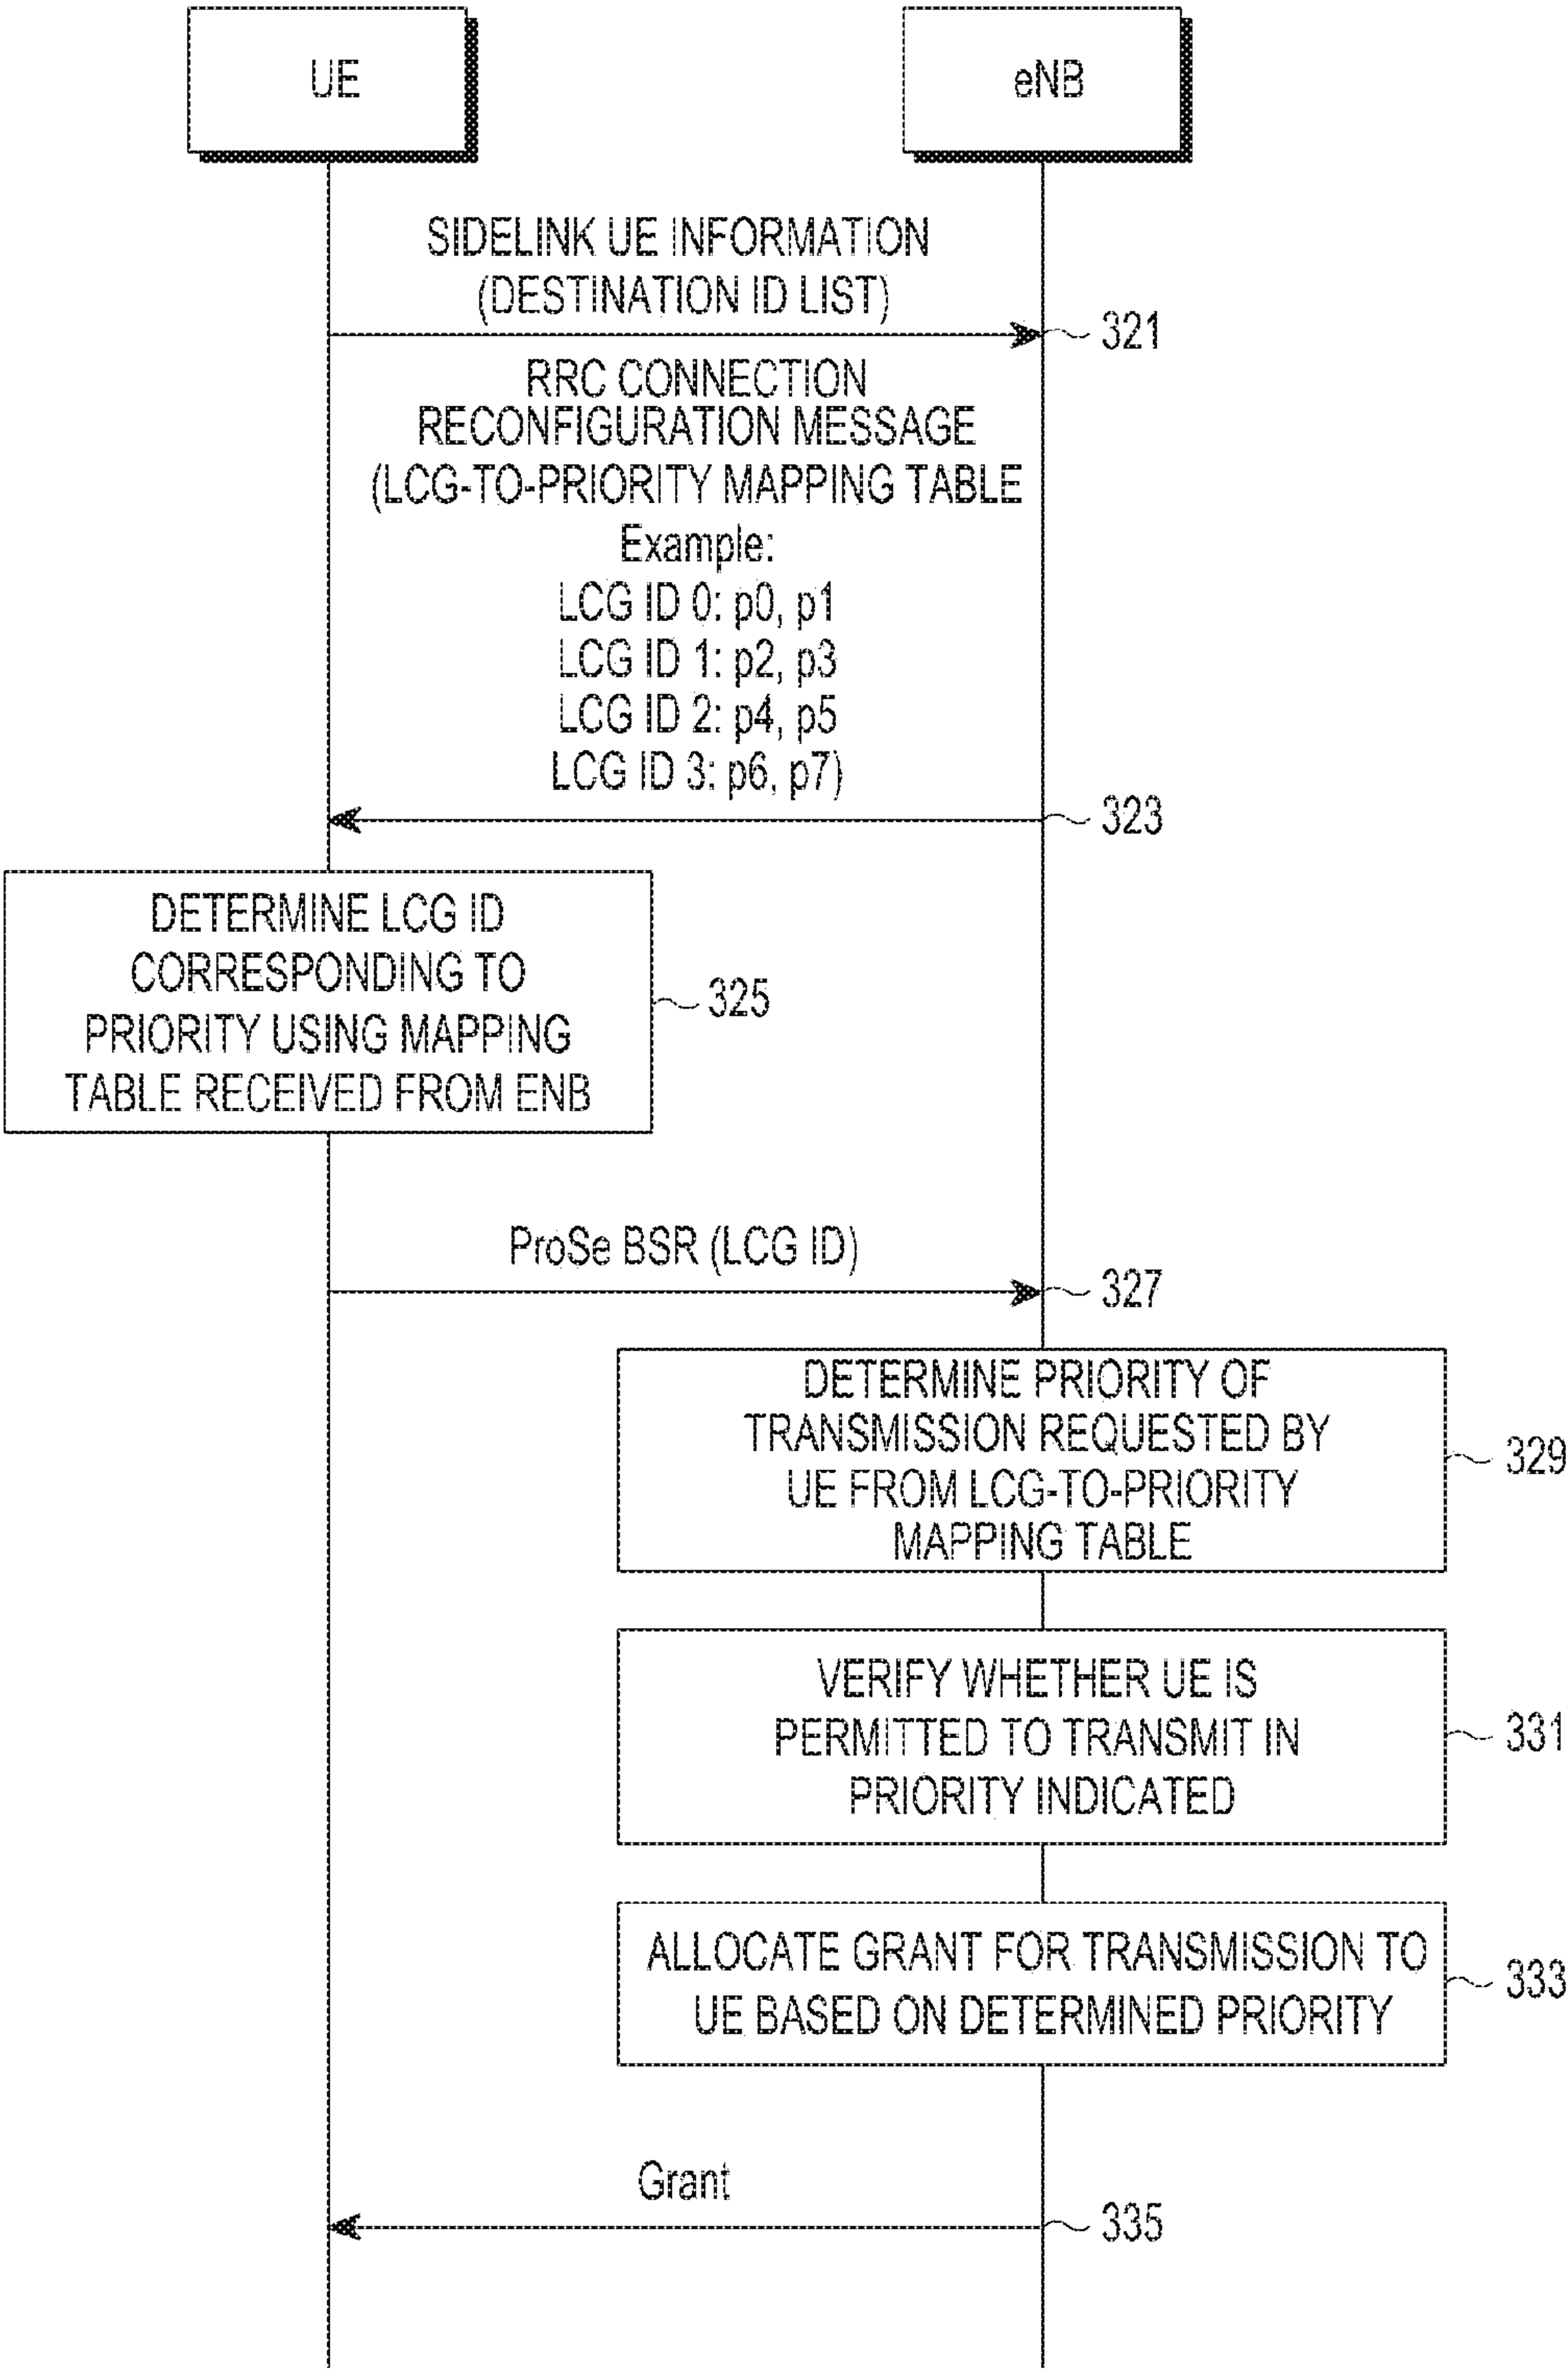 UE
eNB
SIDELINK UE INFORMATION
(DESTINATION ID LIST)
321
RRC CONNECTION
RECONFIGURATION MESSAGE
(LCG-TO-PRIORITY MAPPING TABLE
Example:
LCG ID 0: p0, p1
LCG ID 1: p2, p3
LCG ID 2: p4, p5
LCG ID 3: p6, p7)
323
DETERMINE LCG ID
CORRESPONDING TO
PRIORITY USING MAPPING
TABLE RECEIVED FROM ENB
325
ProSe BSR (LCG ID)
327
DETERMINE PRIORITY OF
TRANSMISSION REQUESTED BY
UE FROM LCG-TO-PRIORITY
MAPPING TABLE
329
VERIFY WHETHER UE IS
PERMITTED TO TRANSMIT IN
PRIORITY INDICATED
331
ALLOCATE GRANT FOR TRANSMISSION TO
UE BASED ON DETERMINED PRIORITY
333
Grant
335